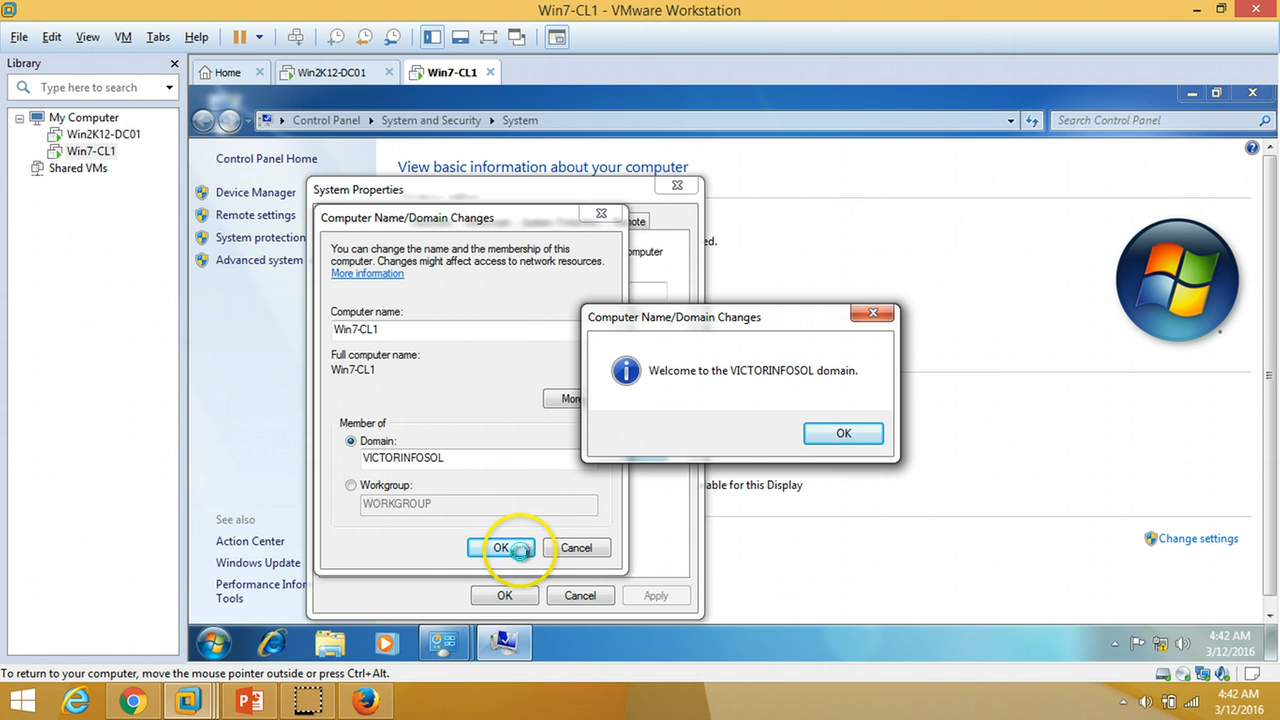 Win7-CL1 - VMware Workstation
File Edit View VM Tabs Help
Library
Type here to search
My Computer
Win2K12-DC01
Win7-CL1
Shared VMs
Home Win2K12-DC01 Win7-CL1
Control Panel System and Security System
Search Control Panel
Control Panel Home
Device Manager
Remote settings
System protection
Advanced system
See also
Action Center
Windows Update
Performance Infor
Tools
View basic information about your computer
System Properties
note
ed.
omputer
Computer Name/Domain Changes
You can change the name and the membership of this
computer. Changes might affect access to network resources.
More information
Computer name:
Win7-CL1
Full computer name:
Win7-CL1
More
Member of
Domain:
VICTORINFOSOL
Workgroup:
WORKGROUP
OK Cancel
OK Cancel Apply
Computer Name/Domain Changes
Welcome to the VICTORINFOSOL domain.
OK
able for this Display
Change settings
4:42 AM
3/12/2016
To return to your computer, move the mouse pointer outside or press Ctrl+Alt.
4:42 AM
3/12/2016